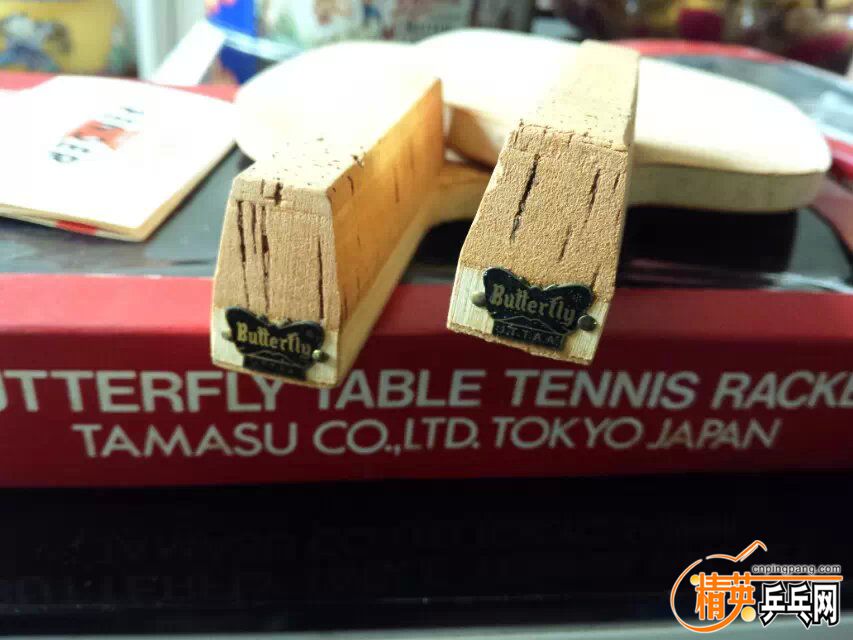 Butterfly
Butterfly
J.T.T.A.A.
UTTERFLY TABLE TENNIS RACKE
TAMASU CO.,LTD. TOKYO JAPAN
cnpingpang.com
精英乒乓网